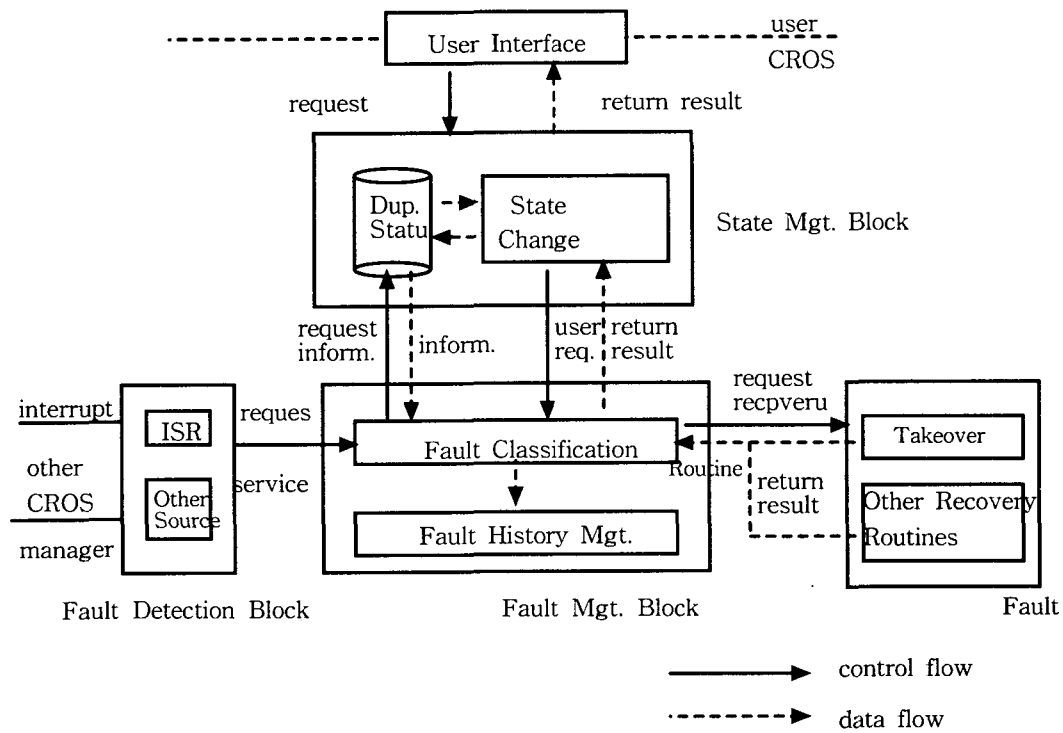 User Interface
user
CROS
request
return result
Dup.
Statu
State
Change
State Mgt. Block
request
inform.
inform.
user
req.
return
result
request
recpveru
interrupt
ISR
reques
other
CROS
Other
Source
service
manager
Fault Classification
Routine
Takeover
return
result
Other Recovery
Routines
Fault History Mgt.
Fault Detection Block
Fault Mgt. Block
Fault
control flow
data flow